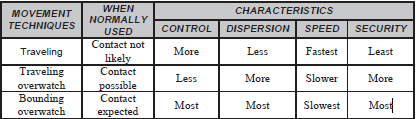 MOVEMENT TECHNIQUES | WHEN NORMALLY USED | CHARACTERISTICS
CONTROL | DISPERSION | SPEED | SECURITY
Traveling | Contact not likely | More | Less | Fastest | Least
Traveling overwatch | Contact possible | Less | More | Slower | More
Bounding overwatch | Contact expected | Most | Most | Slowest | Most